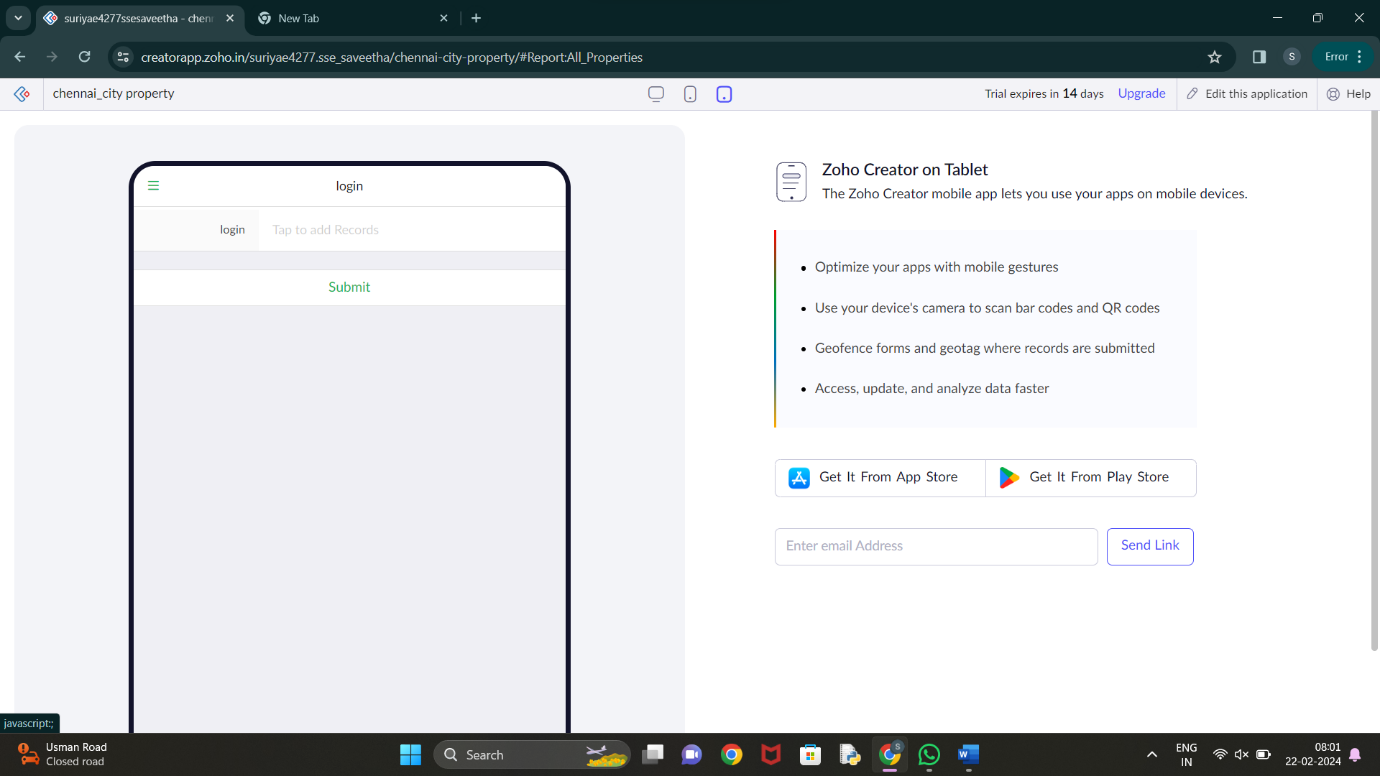 suriyae4277ssesaveetha - chenn
New Tab
creatorapp.zoho.in/suriyae4277.sse_saveetha/chennai-city-property/#Report:All_Properties
S
Error
chennai_city property
Trial expires in 14 days
Upgrade
Edit this application
Help
login
login
Tap to add Records
Submit
Zoho Creator on Tablet
The Zoho Creator mobile app lets you use your apps on mobile devices.
Optimize your apps with mobile gestures
Use your device's camera to scan bar codes and QR codes
Geofence forms and geotag where records are submitted
Access, update, and analyze data faster
Get It From App Store
Get It From Play Store
Enter email Address
Send Link
javascript:;
Usman Road
Closed road
Search
S
W
ENG
IN
08:01
22-02-2024